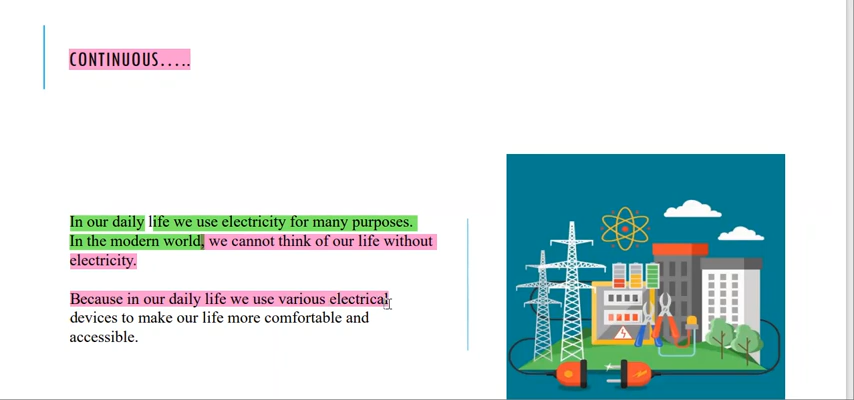 CONTINUOUS.....
In our daily life we use electricity for many purposes.
In the modern world, we cannot think of our life without
electricity.
Because in our daily life we use various electrical
devices to make our life more comfortable and
accessible.